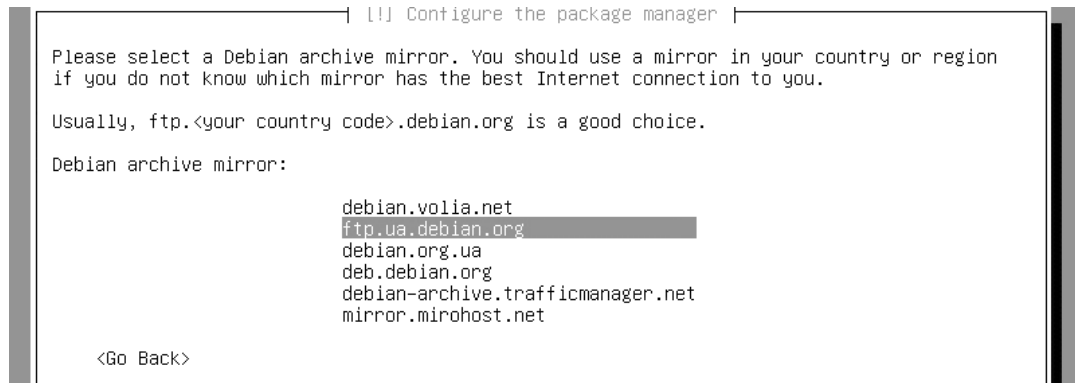 [!] Configure the package manager
Please select a Debian archive mirror. You should use a mirror in your country or region
if you do not know which mirror has the best Internet connection to you.
Usually, ftp.<your country code>.debian.org is a good choice.
Debian archive mirror:
debian.volia.net
ftp.ua.debian.org
debian.org.ua
deb.debian.org
debian-archive.trafficmanager.net
mirror.mirohost.net
<Go Back>